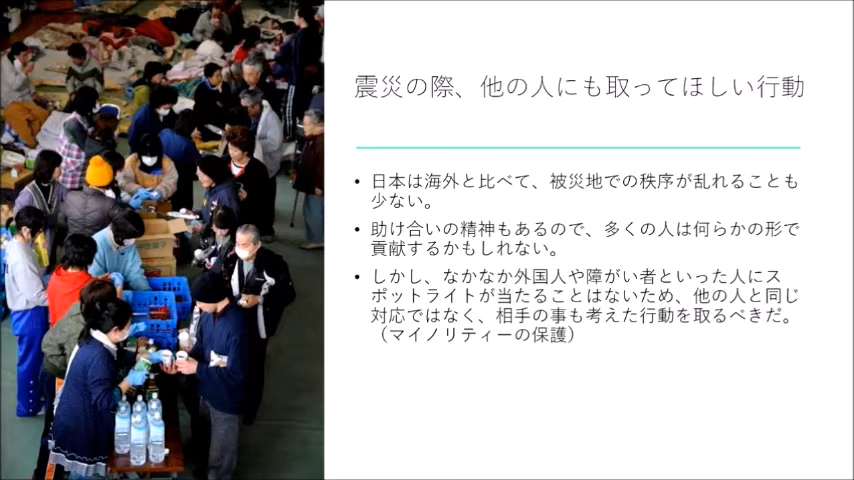 震災の際、他の人にも取ってほしい行動
• 日本は海外と比べて、被災地での秩序が乱れることも
少ない。
• 助け合いの精神もあるので、多くの人は何らかの形で
貢献するかもしれない。
• しかし、なかなか外国人や障がい者といった人にス
ポットライトが当たることはないため、他の人と同じ
対応ではなく、相手の事も考えた行動を取るべきだ。
（マイノリティーの保護）